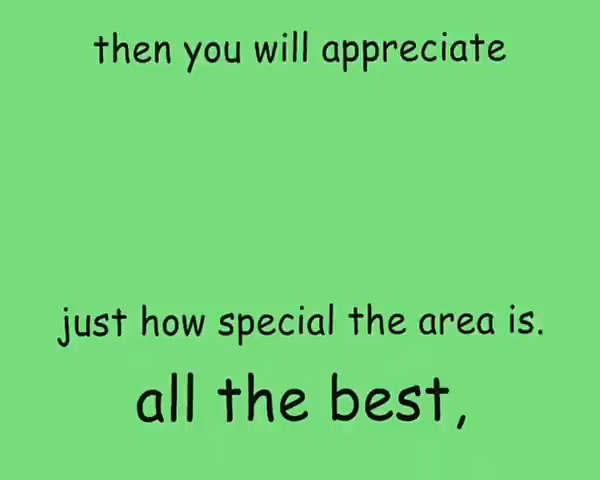 then you will appreciate
just how special the area is.
all the best,